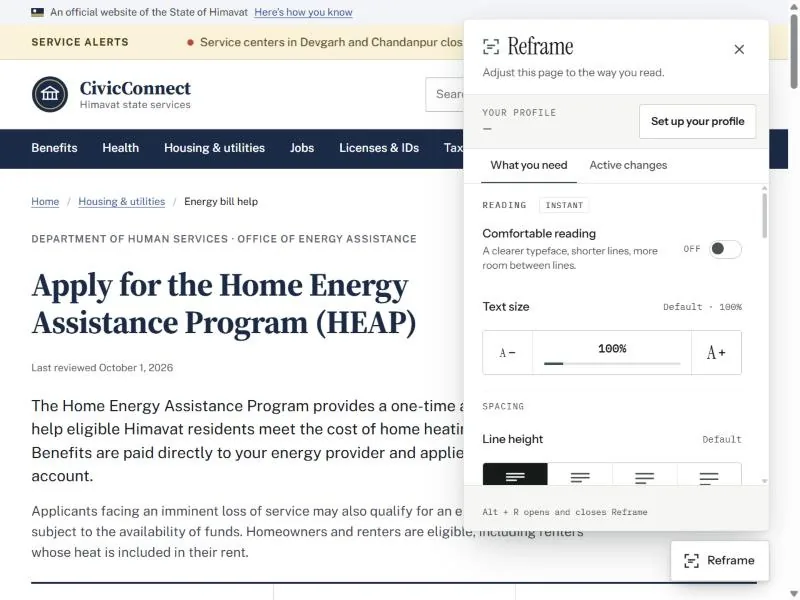 An official website of the State of Himavat Here's how you know
SERVICE ALERTS
Service centers in Devgarh and Chandanpur clos
CivicConnect
Himavat state services
Sear
Benefits Health Housing & utilities Jobs Licenses & IDs Tax
Home / Housing & utilities / Energy bill help
DEPARTMENT OF HUMAN SERVICES · OFFICE OF ENERGY ASSISTANCE
Apply for the Home Energy
Assistance Program (HEAP)
Last reviewed October 1, 2026
The Home Energy Assistance Program provides a one-time a
help eligible Himavat residents meet the cost of home heatin
Benefits are paid directly to your energy provider and applie
account.
Applicants facing an imminent loss of service may also qualify for an e
subject to the availability of funds. Homeowners and renters are eligible, including renters
whose heat is included in their rent.
Reframe
Adjust this page to the way you read.
YOUR PROFILE
—
Set up your profile
What you need Active changes
READING INSTANT
Comfortable reading
A clearer typeface, shorter lines, more
room between lines.
OFF
Text size Default · 100%
A − 100% A +
SPACING
Line height Default
Alt + R opens and closes Reframe
Reframe